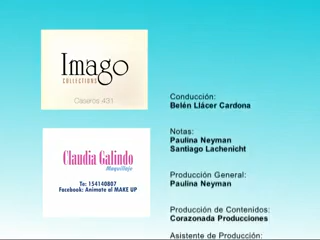 Imago
COLLECTIONS
Caseros 431
Claudia Galindo
Maquillaje
Te: 154140807
Facebook: Animate al MAKE UP
Conducción:
Belén Llácer Cardona
Notas:
Paulina Neyman
Santiago Lachenicht
Producción General:
Paulina Neyman
Producción de Contenidos:
Corazonada Producciones
Asistente de Producción: